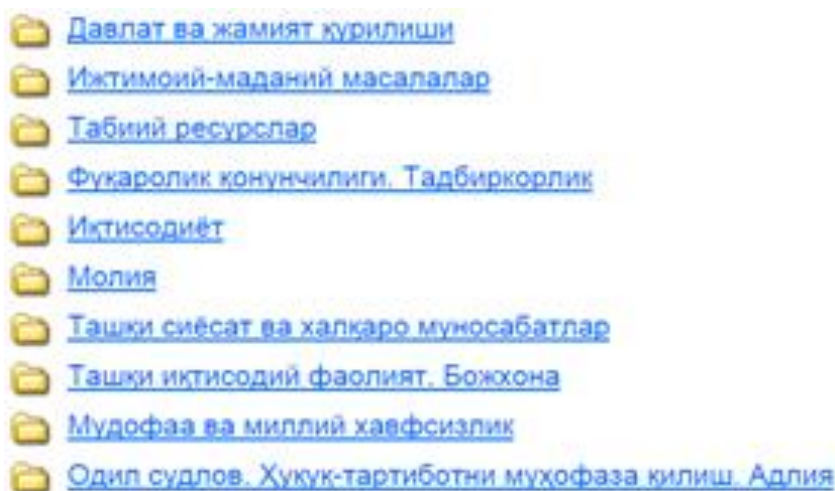 Давлат ва жамият қурилиши
Ижтимоий-маданий масалалар
Табиий ресурслар
Фуқаролик қонунчилиги. Тадбиркорлик
Иқтисодиёт
Молия
Ташқи сиёсат ва халқаро муносабатлар
Ташқи иқтисодий фаолият. Божхона
Мудофаа ва миллий хавфсизлик
Одил судлов. Ҳуқуқ-тартиботни муҳофаза қилиш. Адлия